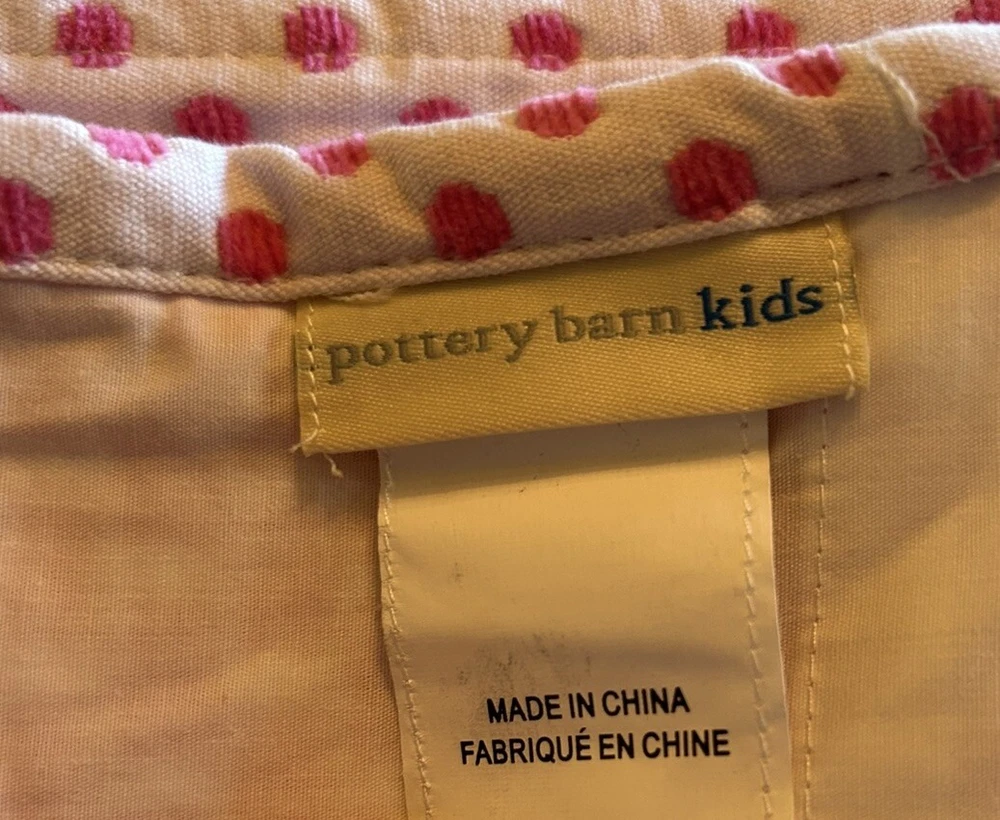 pottery barn kids
MADE IN CHINA
FABRIQUÉ EN CHINE